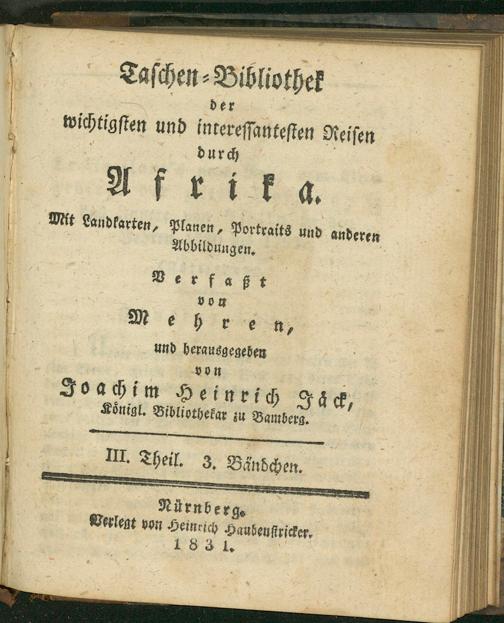 Taschen-Bibliothek
der
wichtigsten und interessantesten Reisen
durch
Afrika.
Mit Landkarten, Planen, Portraits und anderen
Abbildungen.
Verfaßt
von
Mehren,
und herausgegeben
von
Joachim Heinrich Jäck,
Königl. Bibliothekar zu Bamberg.
III. Theil. 3. Bändchen.
Nürnberg.
Verlegt von Heinrich Haubenstricker.
1831.